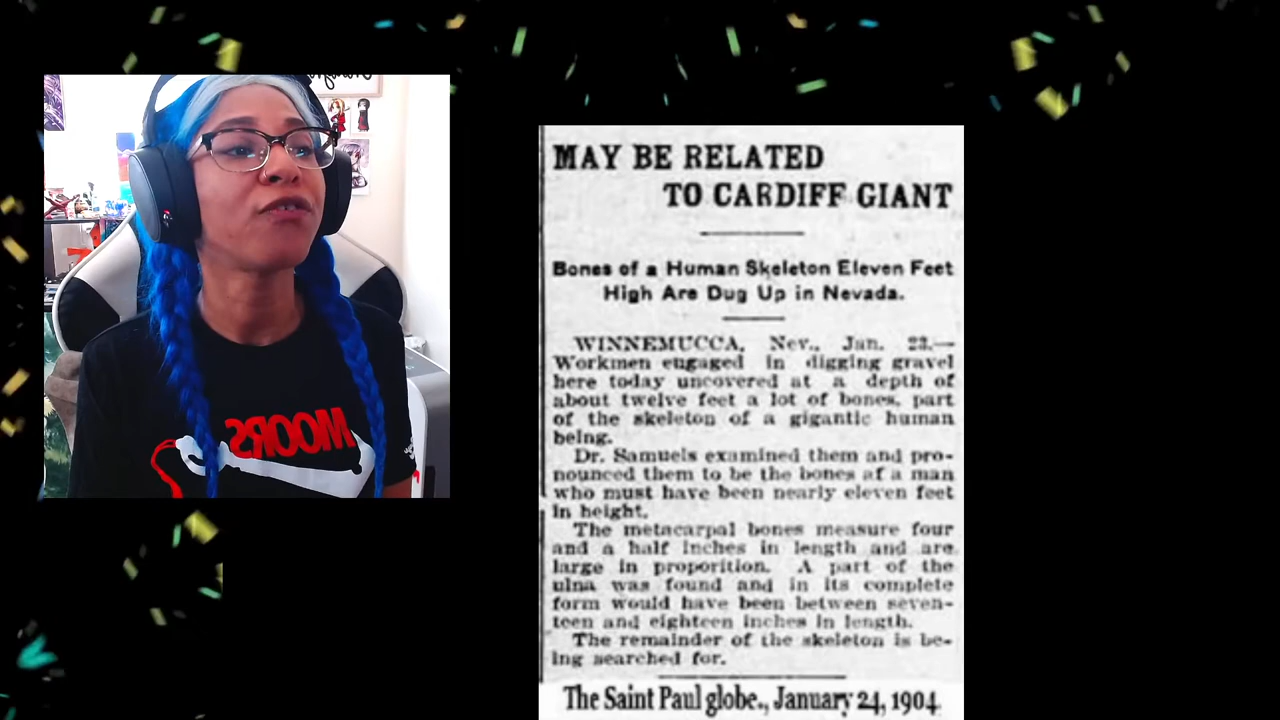 MAY BE RELATED
TO CARDIFF GIANT
Bones of a Human Skeleton Eleven Feet
High Are Dug Up in Nevada.
WINNEMUCCA, Nev., Jan. 23.—
Workmen engaged in digging gravel
here today uncovered at a depth of
about twelve feet a lot of bones, part
of the skeleton of a gigantic human
being.
Dr. Samuels examined them and pro-
nounced them to be the bones of a man
who must have been nearly eleven feet
in height.
The metacarpal bones measure four
and a half inches in length and are
large in proporition. A part of the
ulna was found and in its complete
form would have been between seven-
teen and eighteen inches in length.
The remainder of the skeleton is be-
ing searched for.
The Saint Paul globe., January 24, 1904
MOORS